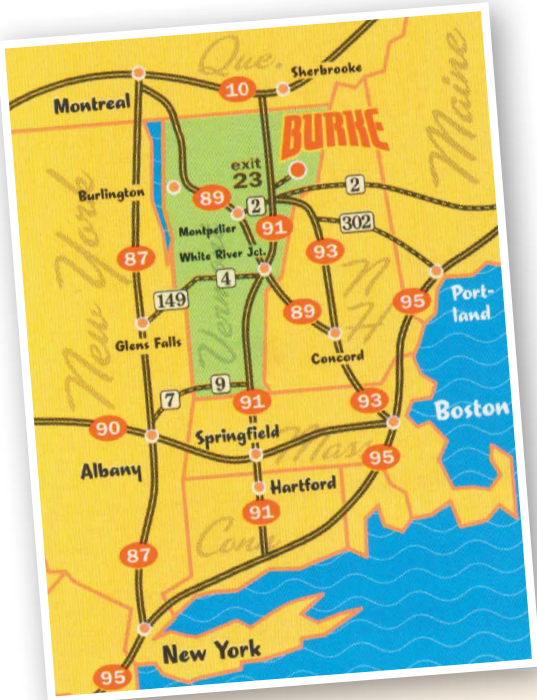 Que.
Sherbrooke
10
Maine
Montreal
BURKE
exit
23
2
Burlington
89
2
302
Montpelier
91
New York
White River Jct.
93
87
4
NH
149
89
95
Port-
land
Vermont
Glens Falls
Concord
9
7
91
93
90
Boston
Springfield
Mass
95
Albany
Hartford
91
Conn
87
New York
95